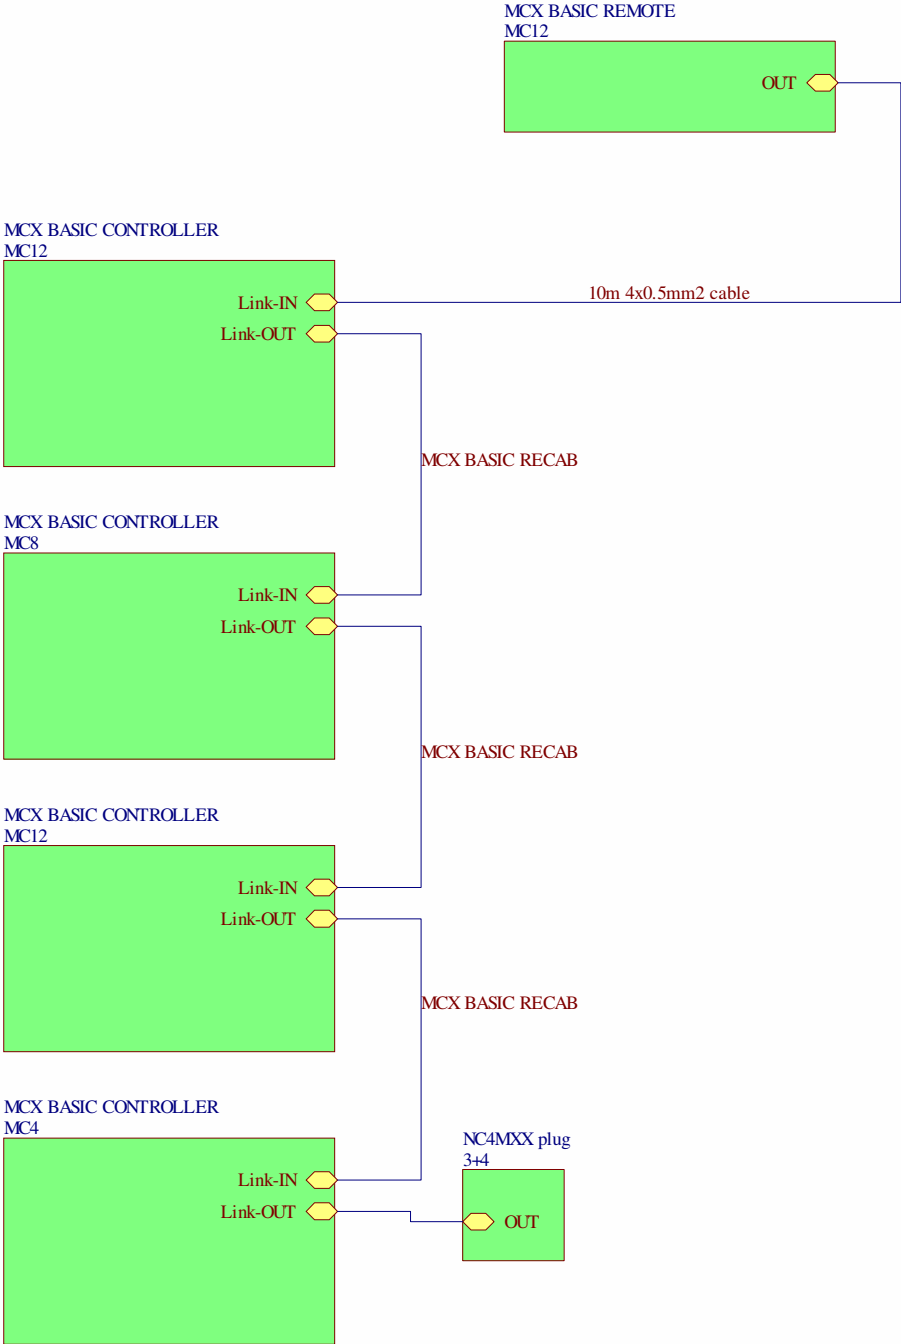 MCX BASIC REMOTE
MC12
OUT
MCX BASIC CONTROLLER
MC12
Link-IN
10m 4x0.5mm2 cable
Link-OUT
MCX BASIC RECAB
MCX BASIC CONTROLLER
MC8
Link-IN
Link-OUT
MCX BASIC RECAB
MCX BASIC CONTROLLER
MC12
Link-IN
Link-OUT
MCX BASIC RECAB
MCX BASIC CONTROLLER
MC4
NC4MXX plug
3+4
Link-IN
Link-OUT
OUT